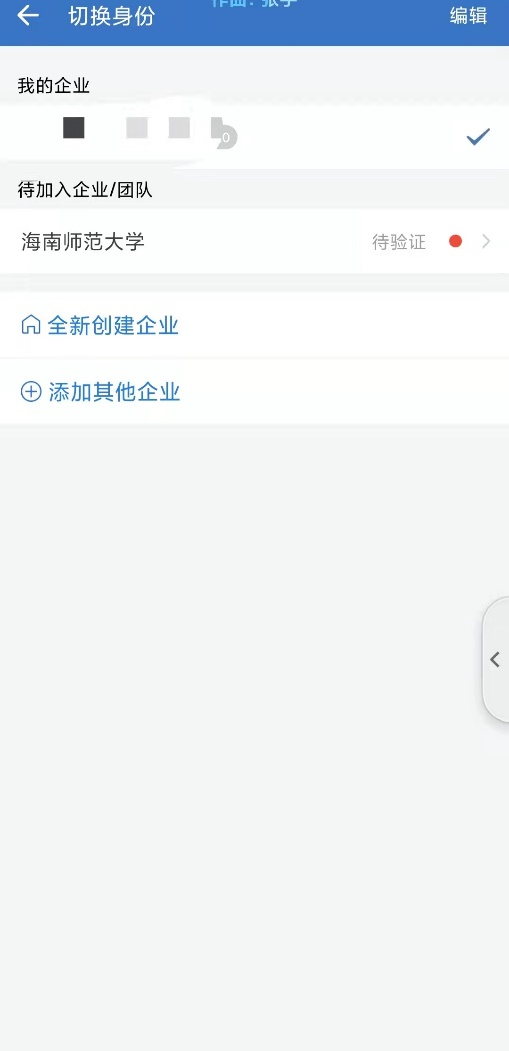 切换身份
编辑
我的企业
待加入企业/团队
海南师范大学
待验证
全新创建企业
添加其他企业